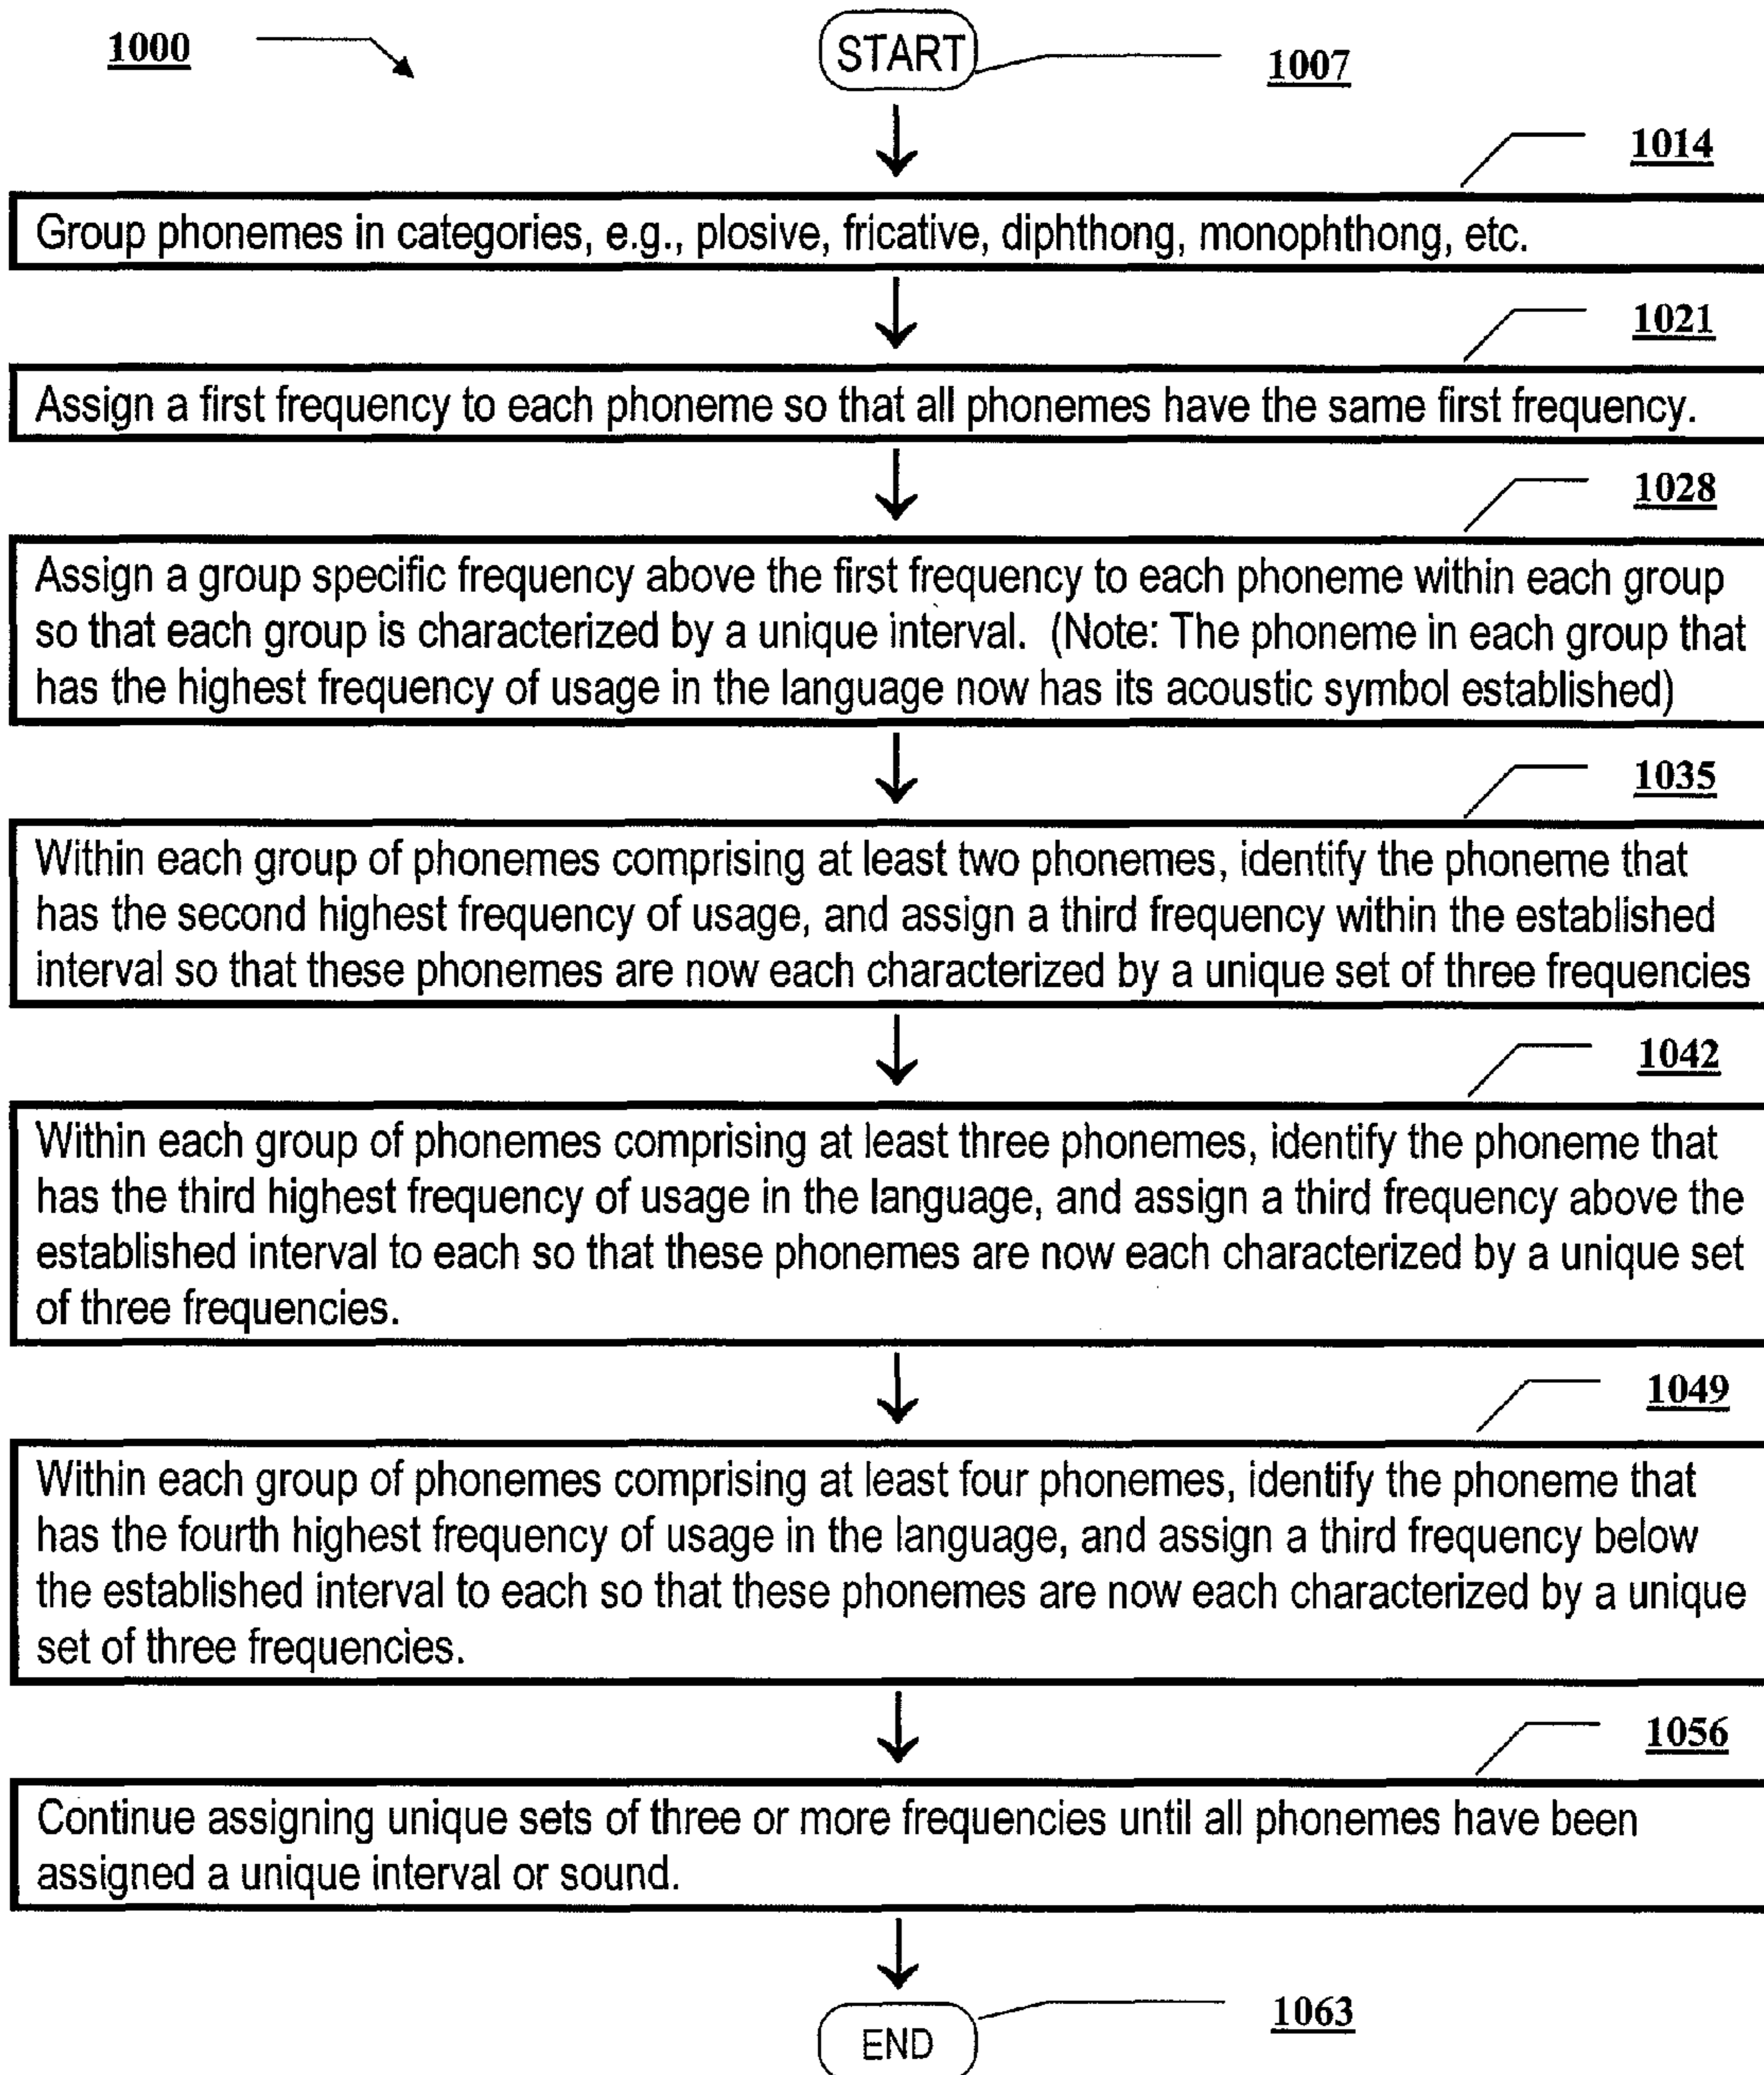 1000
START
1007
1014
Group phonemes in categories, e.g., plosive, fricative, diphthong, monophthong, etc.
1021
Assign a first frequency to each phoneme so that all phonemes have the same first frequency.
1028
Assign a group specific frequency above the first frequency to each phoneme within each group
so that each group is characterized by a unique interval. (Note: The phoneme in each group that
has the highest frequency of usage in the language now has its acoustic symbol established)
1035
Within each group of phonemes comprising at least two phonemes, identify the phoneme that
has the second highest frequency of usage, and assign a third frequency within the established
interval so that these phonemes are now each characterized by a unique set of three frequencies
1042
Within each group of phonemes comprising at least three phonemes, identify the phoneme that
has the third highest frequency of usage in the language, and assign a third frequency above the
established interval to each so that these phonemes are now each characterized by a unique set
of three frequencies.
1049
Within each group of phonemes comprising at least four phonemes, identify the phoneme that
has the fourth highest frequency of usage in the language, and assign a third frequency below
the established interval to each so that these phonemes are now each characterized by a unique
set of three frequencies.
1056
Continue assigning unique sets of three or more frequencies until all phonemes have been
assigned a unique interval or sound.
1063
END